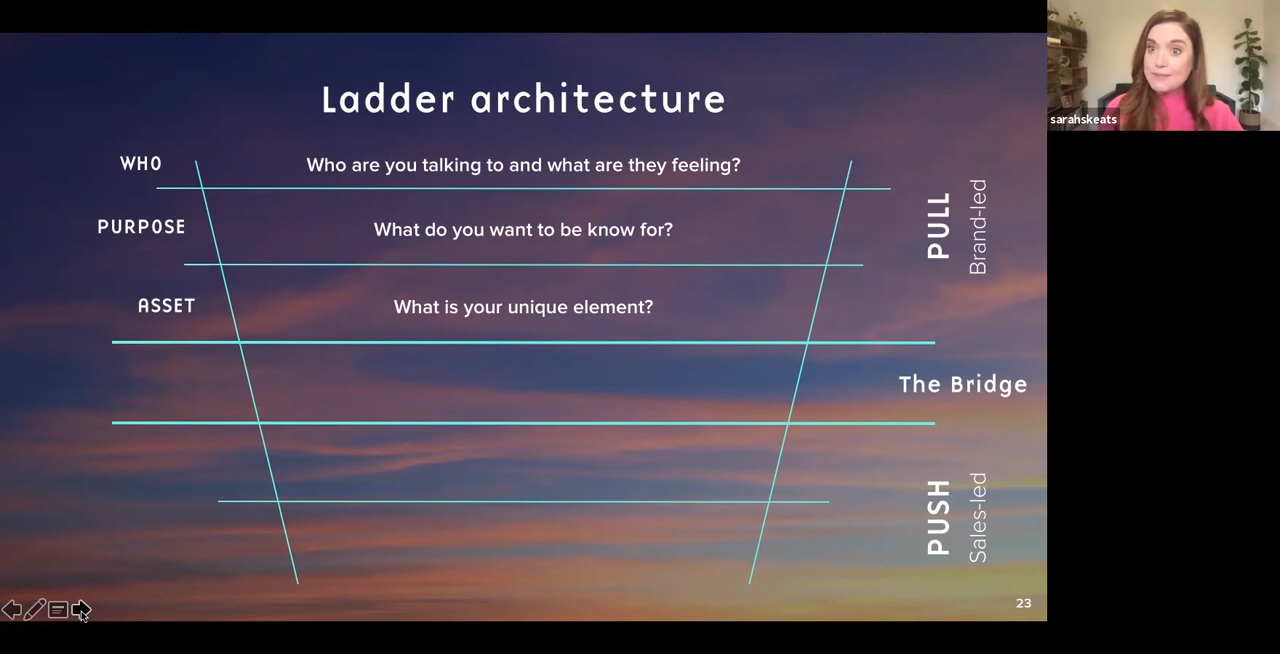 Ladder architecture
sarahskeats
WHO
Who are you talking to and what are they feeling?
PURPOSE
What do you want to be know for?
PULL
Brand-led
ASSET
What is your unique element?
The Bridge
PUSH
Sales-led
23